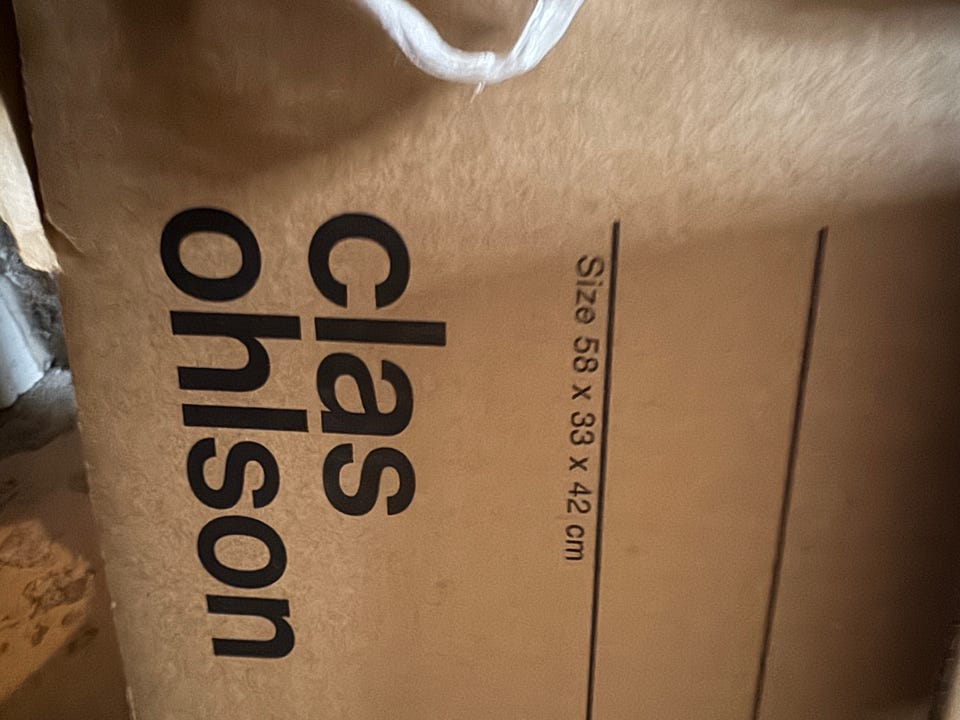 Size 58 x 33 x 42 cm
clas
ohlson